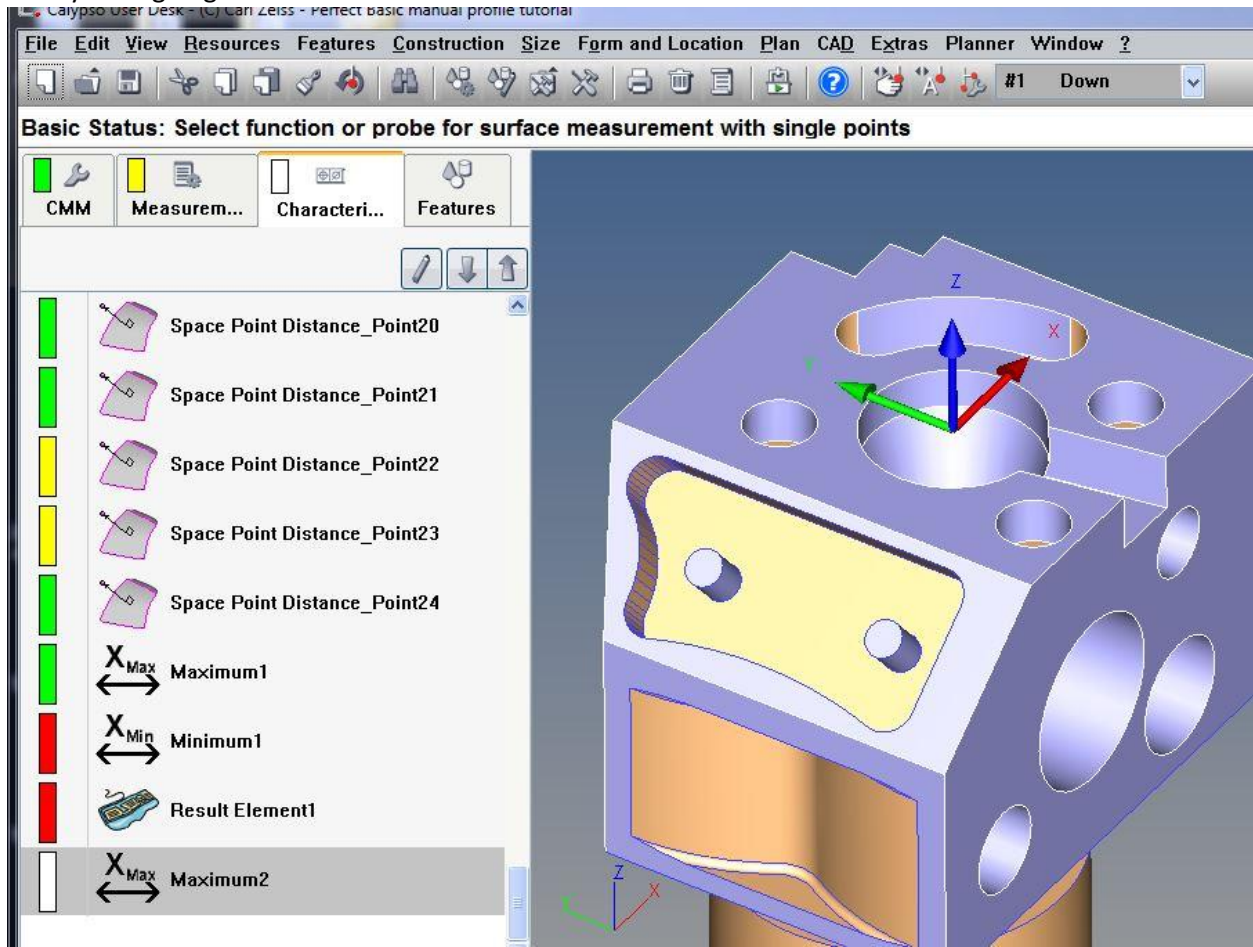 Calypso User Desk - (C) Carl Zeiss - Perfect Basic manual profile tutorial
File Edit View Resources Features Construction Size Form and Location Plan CAD Extras Planner Window ?
#1 Down
Basic Status: Select function or probe for surface measurement with single points
CMM Measurem... Characteri... Features
Space Point Distance_Point20
Space Point Distance_Point21
Space Point Distance_Point22
Space Point Distance_Point23
Space Point Distance_Point24
XMax Maximum1
XMin Minimum1
Result Element1
XMax Maximum2
Z
X
Y
Z
X
Y